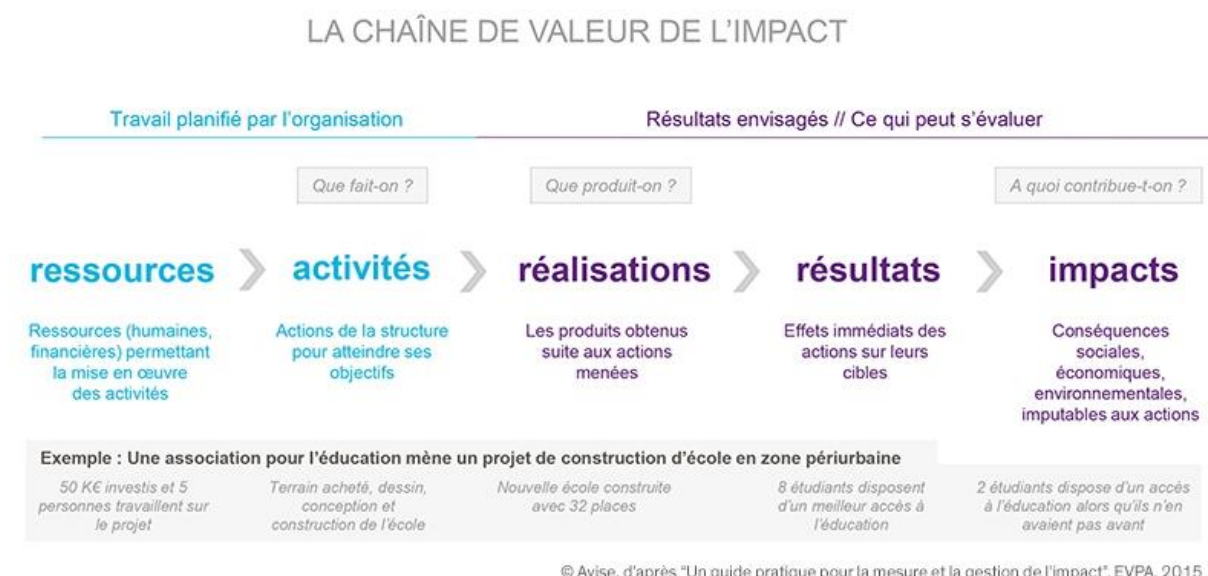 LA CHAÎNE DE VALEUR DE L'IMPACT
Travail planifié par l'organisation
Résultats envisagés // Ce qui peut s'évaluer
Que fait-on ?
Que produit-on ?
A quoi contribue-t-on ?
ressources
activités
réalisations
résultats
impacts
Ressources (humaines,
financières) permettant
la mise en œuvre
des activités
Actions de la structure
pour atteindre ses
objectifs
Les produits obtenus
suite aux actions
menées
Effets immédiats des
actions sur leurs
cibles
Conséquences
sociales,
économiques,
environnementales,
imputables aux actions
Exemple : Une association pour l'éducation mène un projet de construction d'école en zone périurbaine
50 K€ investis et 5
personnes travaillent sur
le projet
Terrain acheté, dessin,
conception et
construction de l'école
Nouvelle école construite
avec 32 places
8 étudiants disposent
d'un meilleur accès à
l'éducation
2 étudiants dispose d'un accès
à l'éducation alors qu'ils n'en
avaient pas avant
© Avise, d'après "Un guide pratique pour la mesure et la gestion de l'impact", EVPA, 2015